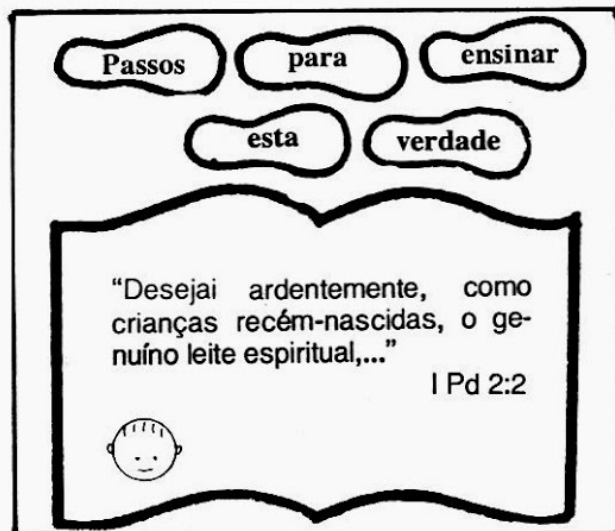 Passos para ensinar
esta verdade
“Desejai ardentemente, como
crianças recém-nascidas, o ge-
nuíno leite espiritual,...”
I Pd 2:2